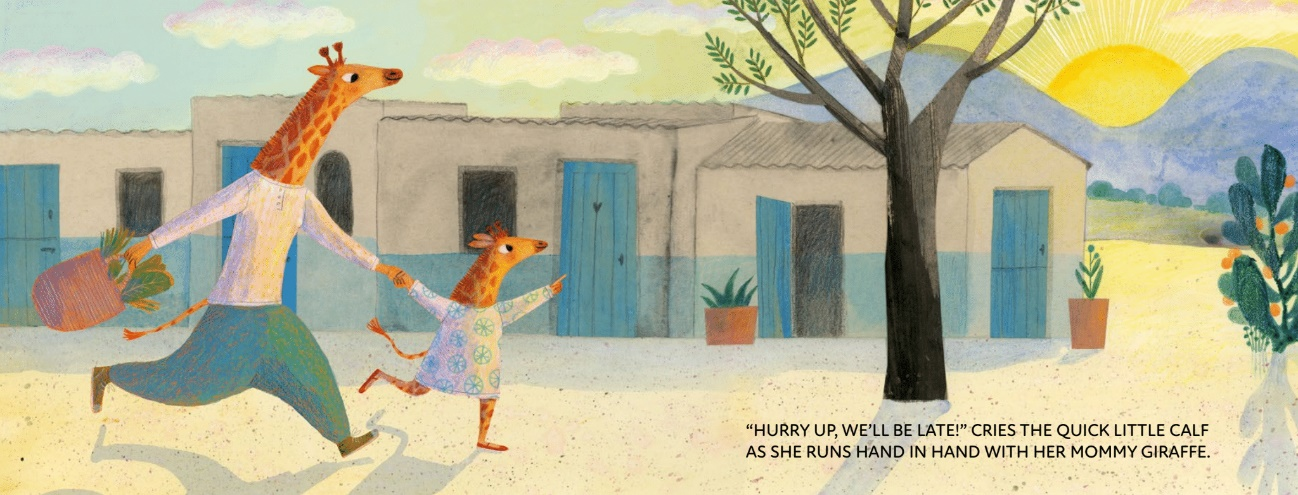 “HURRY UP, WE’LL BE LATE!” CRIES THE QUICK LITTLE CALF
AS SHE RUNS HAND IN HAND WITH HER MOMMY GIRAFFE.